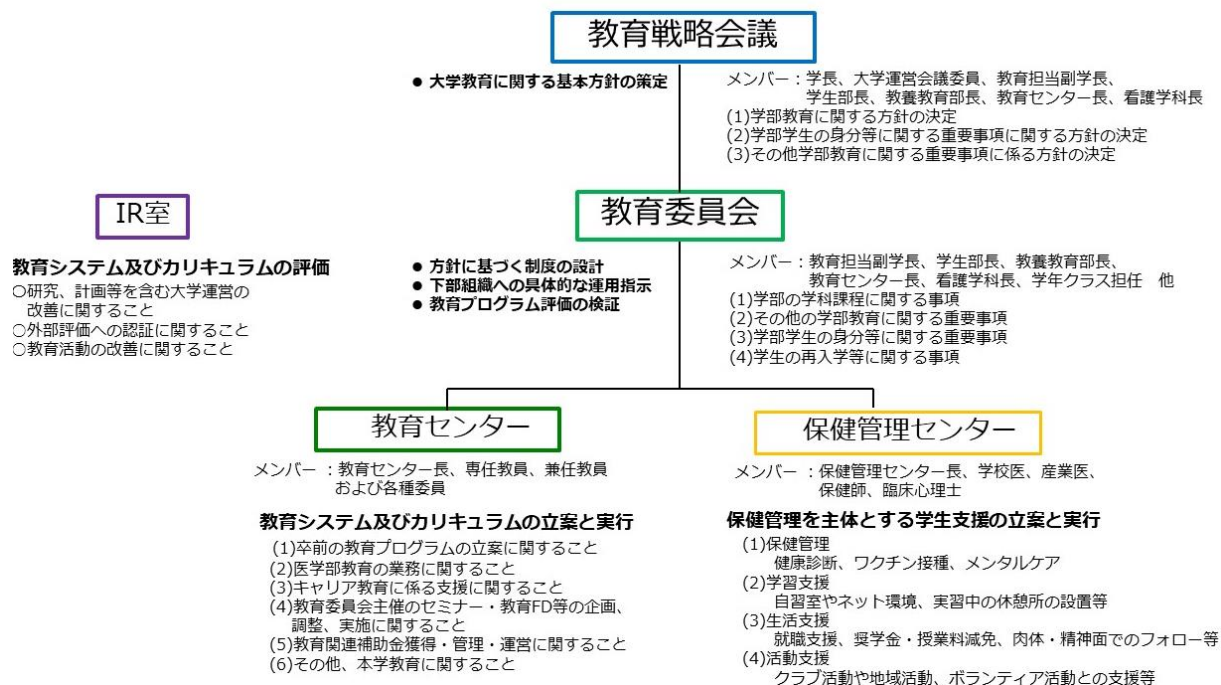 教育戦略会議
● 大学教育に関する基本方針の策定
メンバー：学長、大学運営会議委員、教育担当副学長、
学生部長、教養教育部長、教育センター長、看護学科長
(1)学部教育に関する方針の決定
(2)学部学生の身分等に関する重要事項に関する方針の決定
(3)その他学部教育に関する重要事項に係る方針の決定
IR室
教育システム及びカリキュラムの評価
○研究、計画等を含む大学運営の
改善に関すること
○外部評価への認証に関すること
○教育活動の改善に関すること
教育委員会
● 方針に基づく制度の設計
● 下部組織への具体的な運用指示
● 教育プログラム評価の検証
メンバー：教育担当副学長、学生部長、教養教育部長、
教育センター長、看護学科長、学年クラス担任　他
(1)学部の学科課程に関する事項
(2)その他の学部教育に関する重要事項
(3)学部学生の身分等に関する重要事項
(4)学生の再入学等に関する事項
教育センター
メンバー ：教育センター長、専任教員、兼任教員
および各種委員
教育システム及びカリキュラムの立案と実行
(1)卒前の教育プログラムの立案に関すること
(2)医学部教育の業務に関すること
(3)キャリア教育に係る支援に関すること
(4)教育委員会主催のセミナー・教育FD等の企画、
調整、実施に関すること
(5)教育関連補助金獲得・管理・運営に関すること
(6)その他、本学教育に関すること
保健管理センター
メンバー ：保健管理センター長、学校医、産業医、
保健師、臨床心理士
保健管理を主体とする学生支援の立案と実行
(1)保健管理
健康診断、ワクチン接種、メンタルケア
(2)学習支援
自習室やネット環境、実習中の休憩所の設置等
(3)生活支援
就職支援、奨学金・授業料減免、肉体・精神面でのフォロー等
(4)活動支援
クラブ活動や地域活動、ボランティア活動との支援等